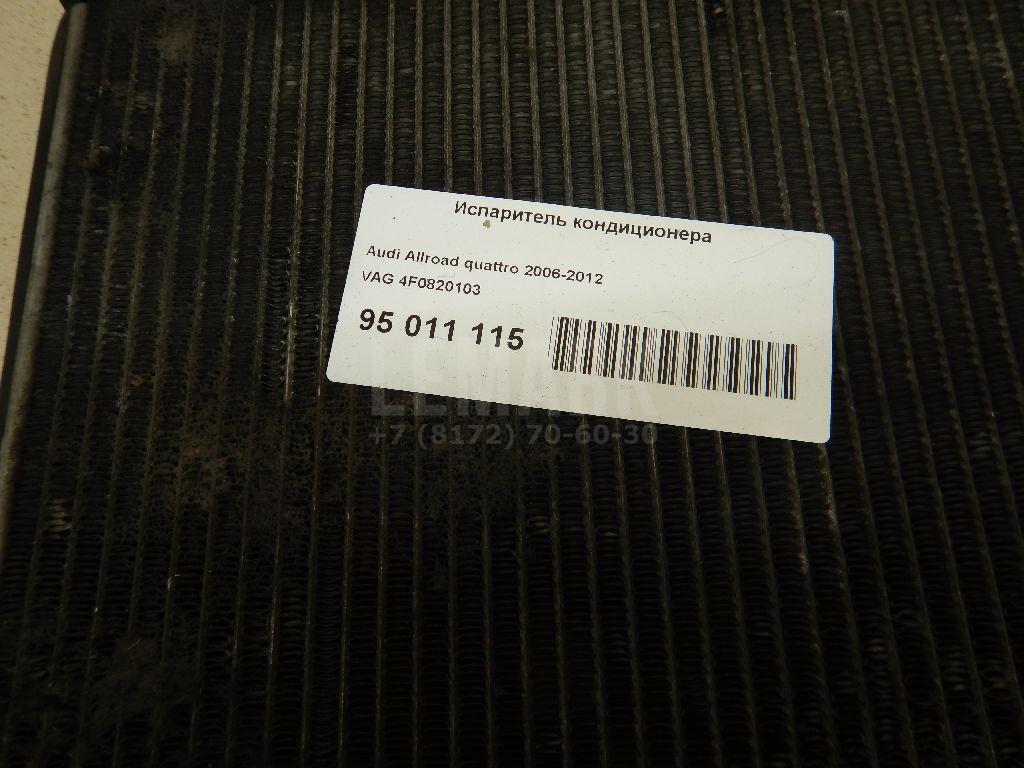 Испаритель кондиционера
Audi Allroad quattro 2006-2012
VAG 4F0820103
95 011 115
LEMARK
+7 (8172) 70-60-30